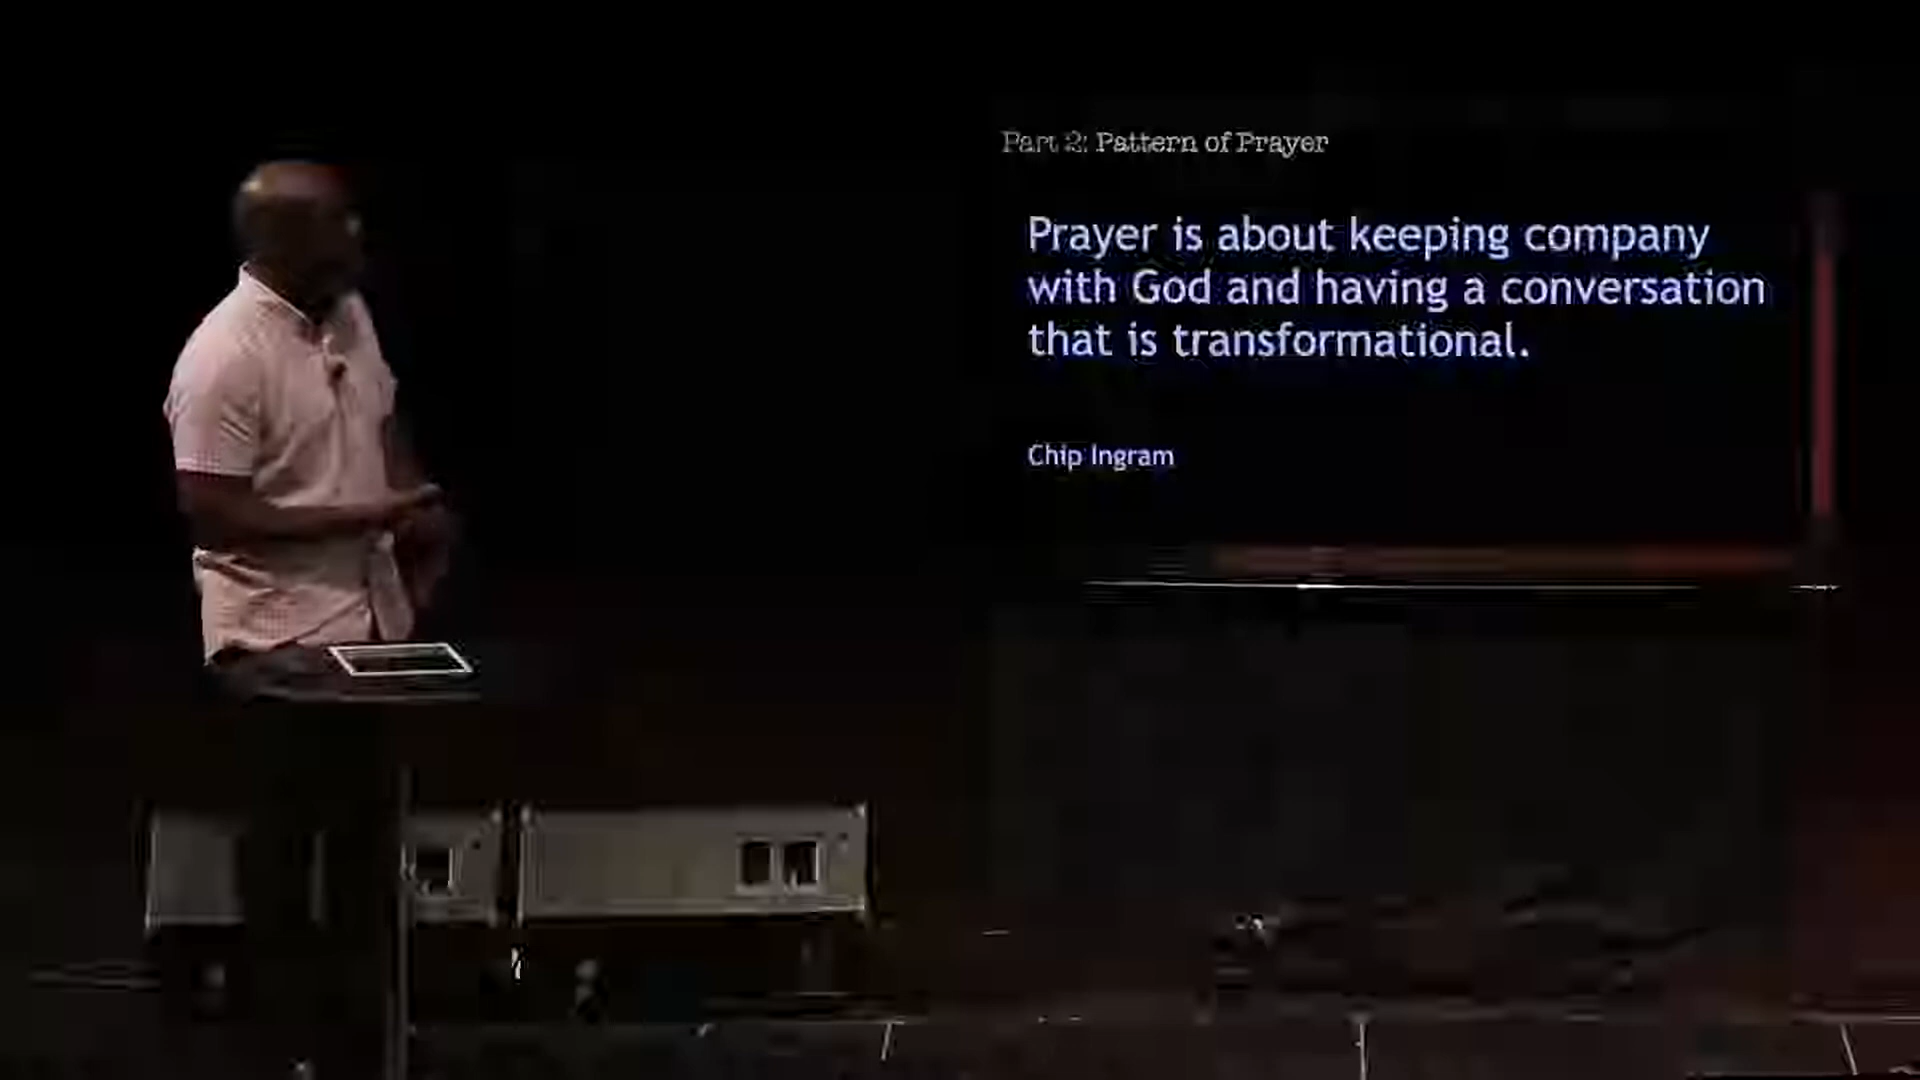 Part 2: Pattern of Prayer
Prayer is about keeping company
with God and having a conversation
that is transformational.
Chip Ingram